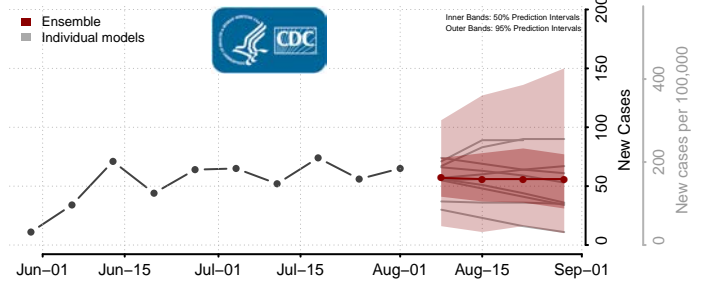 Ensemble
Individual models
CDC
Inner Bands: 50% Prediction Intervals
Outer Bands: 95% Prediction Intervals
200
150
100
50
0
New Cases
400
200
0
New cases per 100,000
Jun–01
Jun–15
Jul–01
Jul–15
Aug–01
Aug–15
Sep–01